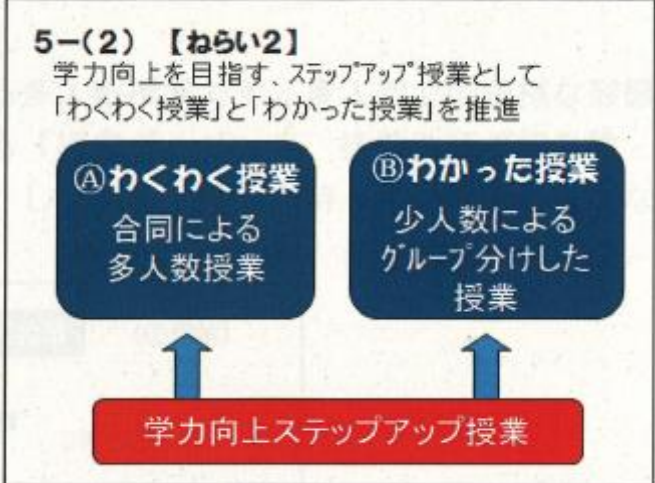 5−(2) 【ねらい2】
学力向上を目指す、ステップアップ授業として
「わくわく授業」と「わかった授業」を推進
Ⓐわくわく授業
合同による
多人数授業
Ⓑわかった授業
少人数による
グループ分けした
授業
学力向上ステップアップ授業